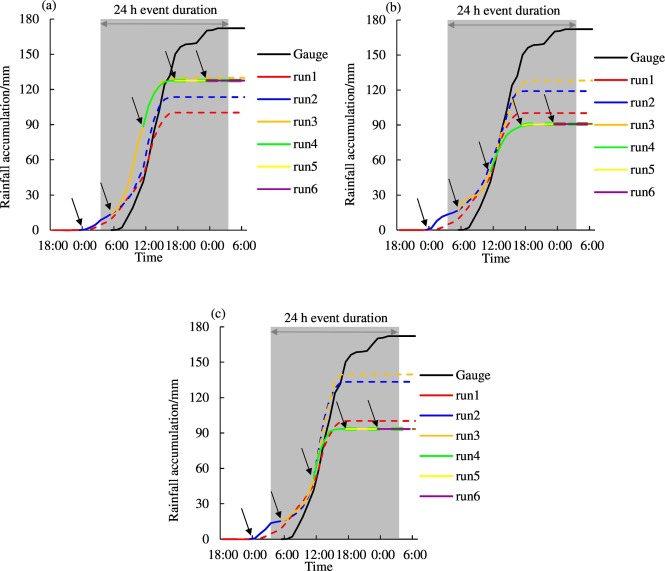 (a)
24 h event duration
Rainfall accumulation/mm
180
150
120
90
60
30
0
18:00 0:00 6:00 12:00 18:00 0:00 6:00
Time
Gauge
run1
run2
run3
run4
run5
run6
(b)
24 h event duration
Rainfall accumulation/mm
180
150
120
90
60
30
0
18:00 0:00 6:00 12:00 18:00 0:00 6:00
Time
Gauge
run1
run2
run3
run4
run5
run6
(c)
24 h event duration
Rainfall accumulation/mm
180
150
120
90
60
30
0
18:00 0:00 6:00 12:00 18:00 0:00 6:00
Time
Gauge
run1
run2
run3
run4
run5
run6